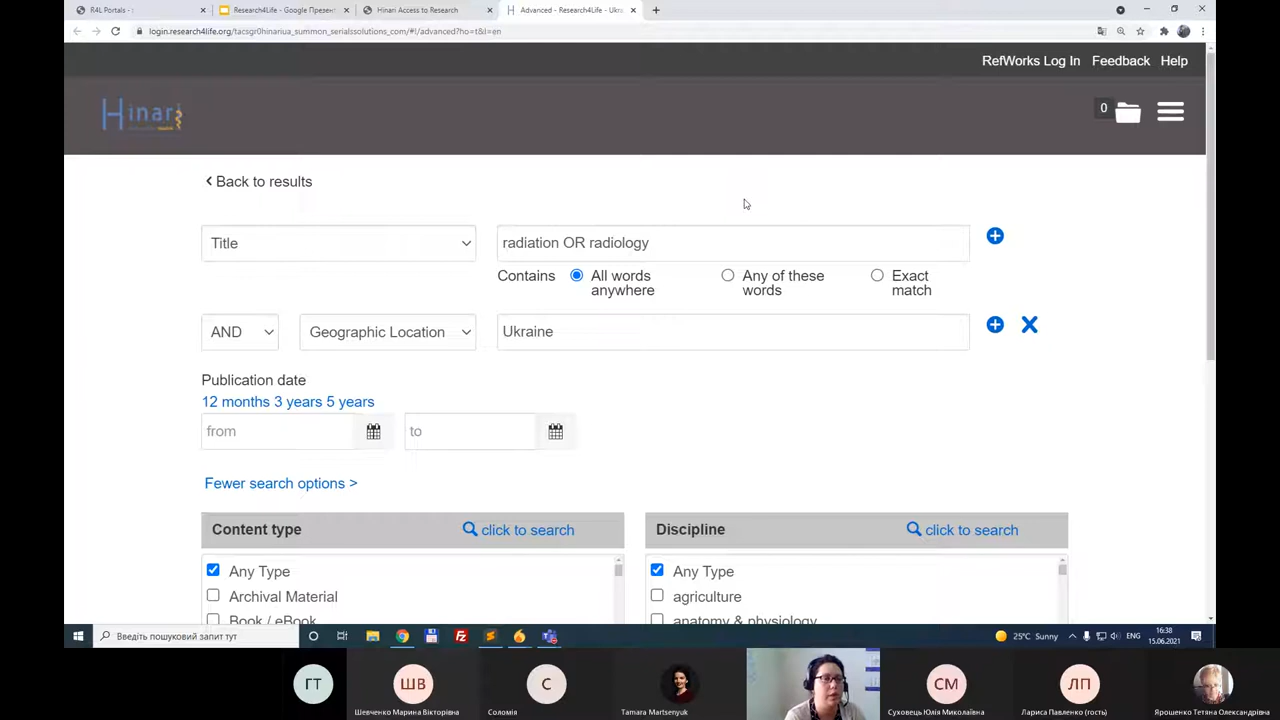 R4L Portals -
Research4Life - Google Презент
Hinari Access to Research
Advanced - Research4Life - Ukr
login.research4life.org/tacsgr0hinariua_summon_serialssolutions_com/#!/advanced?ho=t&l=en
RefWorks Log In Feedback Help
Hinari
0
Back to results
Title
radiation OR radiology
Contains
All words anywhere
Any of these words
Exact match
AND
Geographic Location
Ukraine
Publication date
12 months 3 years 5 years
from
to
Fewer search options >
Content type
click to search
Discipline
click to search
Any Type
Any Type
Archival Material
agriculture
Book / eBook
anatomy & physiology
Введіть пошуковий запит тут
25°C Sunny
ENG
16:38
15.06.2021
ГТ
ШВ
С
СМ
ЛП
Шевченко Марина Вікторівна
Соломія
Tamara Martsenyuk
Суховець Юлія Миколаївна
Лариса Павленко (гость)
Ярошенко Тетяна Олександрівна